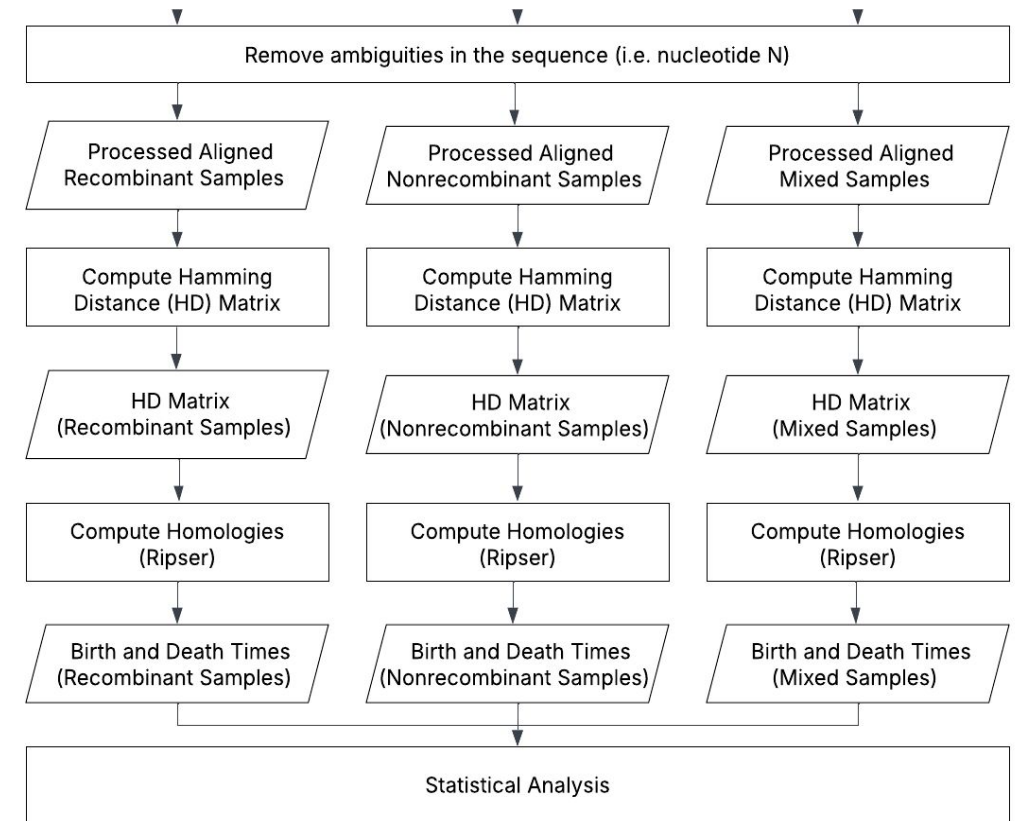 Remove ambiguities in the sequence (i.e. nucleotide N)
Processed Aligned
Recombinant Samples
Processed Aligned
Nonrecombinant Samples
Processed Aligned
Mixed Samples
Compute Hamming
Distance (HD) Matrix
Compute Hamming
Distance (HD) Matrix
Compute Hamming
Distance (HD) Matrix
HD Matrix
(Recombinant Samples)
HD Matrix
(Nonrecombinant Samples)
HD Matrix
(Mixed Samples)
Compute Homologies
(Ripser)
Compute Homologies
(Ripser)
Compute Homologies
(Ripser)
Birth and Death Times
(Recombinant Samples)
Birth and Death Times
(Nonrecombinant Samples)
Birth and Death Times
(Mixed Samples)
Statistical Analysis